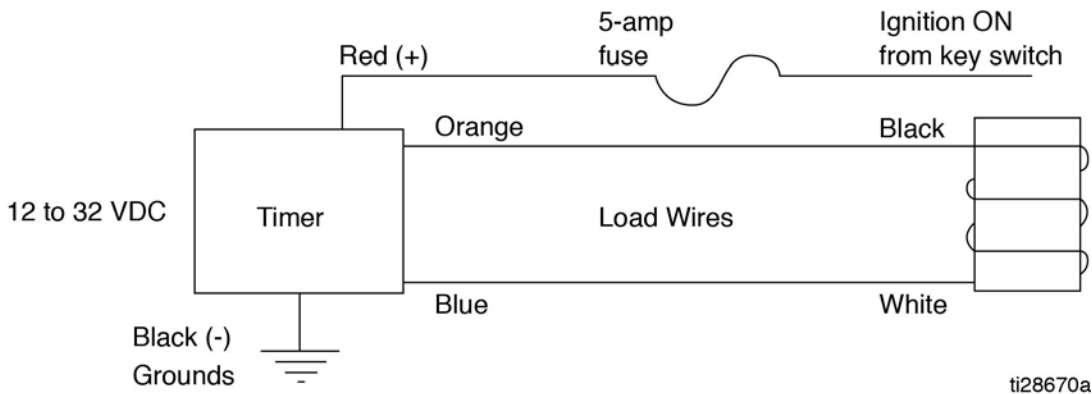 5-amp
fuse
Ignition ON
from key switch
Red (+)
Orange
Black
12 to 32 VDC
Timer
Load Wires
Blue
White
Black (-)
Grounds
ti28670a